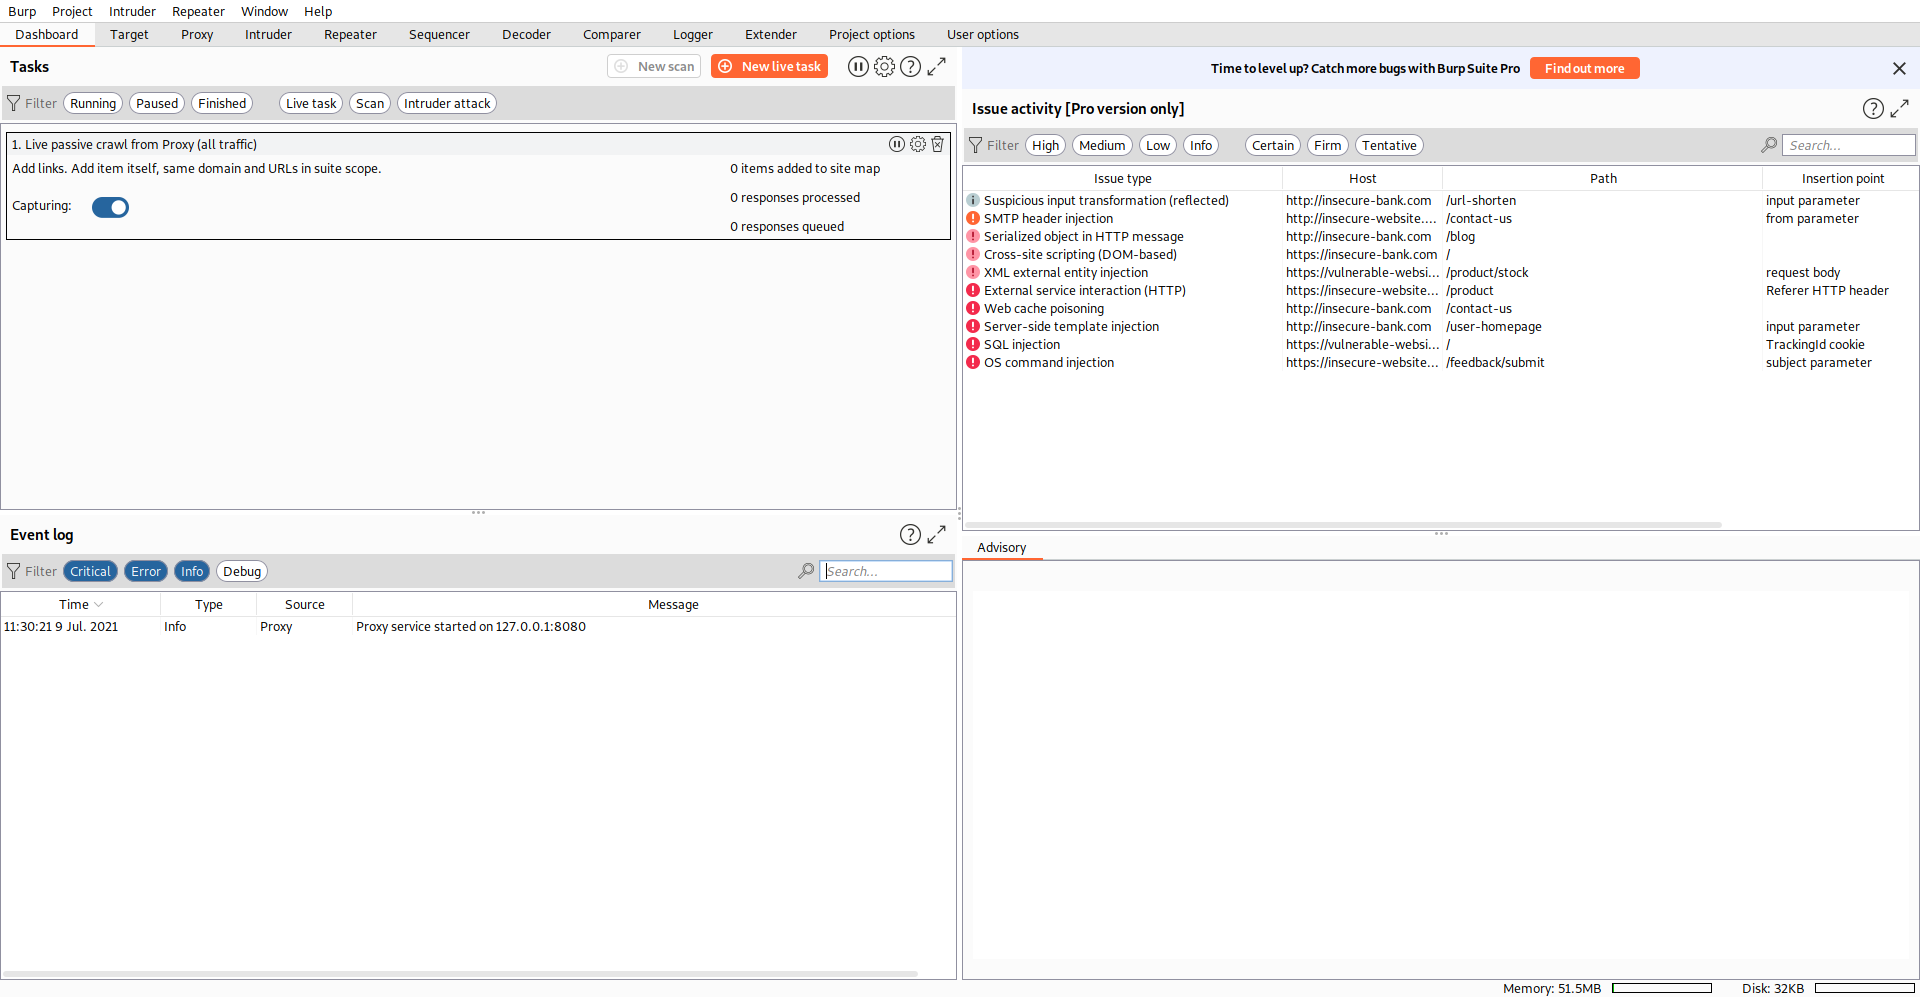 Burp Project Intruder Repeater Window Help
Dashboard Target Proxy Intruder Repeater Sequencer Decoder Comparer Logger Extender Project options User options
Tasks New scan New live task
Filter Running Paused Finished Live task Scan Intruder attack
1. Live passive crawl from Proxy (all traffic)
Add links. Add item itself, same domain and URLs in suite scope. 0 items added to site map
0 responses processed
Capturing:
0 responses queued
Event log
Filter Critical Error Info Debug Search...
Time Type Source Message
11:30:21 9 Jul. 2021 Info Proxy Proxy service started on 127.0.0.1:8080
Time to level up? Catch more bugs with Burp Suite Pro Find out more
Issue activity [Pro version only]
Filter High Medium Low Info Certain Firm Tentative Search...
Issue type Host Path Insertion point
Suspicious input transformation (reflected) http://insecure-bank.com /url-shorten input parameter
SMTP header injection http://insecure-website.... /contact-us from parameter
Serialized object in HTTP message http://insecure-bank.com /blog
Cross-site scripting (DOM-based) https://insecure-bank.com /
XML external entity injection https://vulnerable-websi... /product/stock request body
External service interaction (HTTP) https://insecure-website... /product Referer HTTP header
Web cache poisoning http://insecure-bank.com /contact-us
Server-side template injection http://insecure-bank.com /user-homepage input parameter
SQL injection https://vulnerable-websi... / TrackingId cookie
OS command injection https://insecure-website... /feedback/submit subject parameter
Advisory
Memory: 51.5MB Disk: 32KB